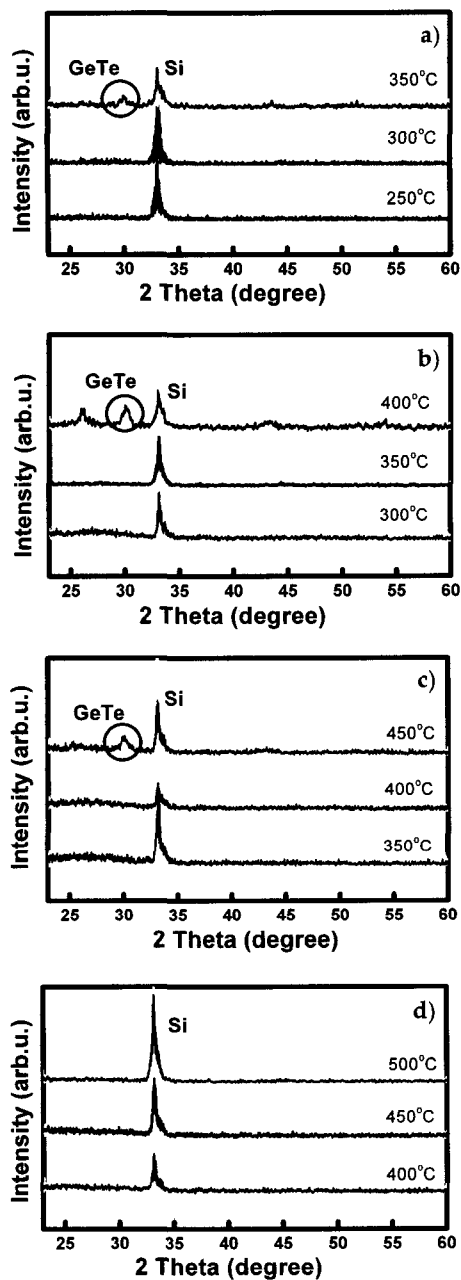 a)
GeTe
Si
350°C
300°C
250°C
Intensity (arb.u.)
25 30 35 40 45 50 55 60
2 Theta (degree)
b)
GeTe
Si
400°C
350°C
300°C
Intensity (arb.u.)
25 30 35 40 45 50 55 60
2 Theta (degree)
c)
GeTe
Si
450°C
400°C
350°C
Intensity (arb.u.)
25 30 35 40 45 50 55 60
2 Theta (degree)
d)
Si
500°C
450°C
400°C
Intensity (arb.u.)
25 30 35 40 45 50 55 60
2 Theta (degree)